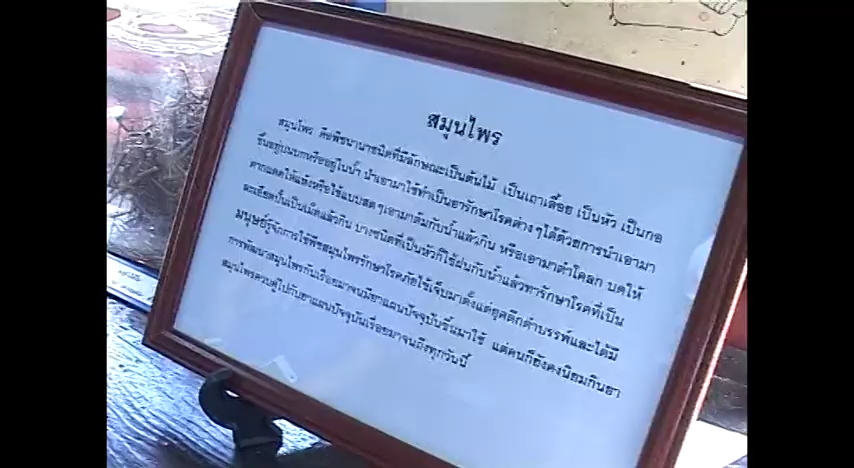 สมุนไพร
สมุนไพร คือพืชนานาชนิดที่มีลักษณะเป็นต้นไม้ เป็นเถาเลื้อย เป็นหัว เป็นกอ
ขึ้นอยู่บนบกหรืออยู่ในน้ำ นำเอามาใช้ทำเป็นยารักษาโรคต่างๆได้ด้วยการนำเอามา
ตากแดดให้แห้งหรือใช้แบบสดๆเอามาต้มกับน้ำแล้วกิน หรือเอามาตำโคลก บดให้
ละเอียดปั้นเป็นเม็ดแล้วกิน บางชนิดที่เป็นหัวก็ใช้ฝนกับน้ำแล้วทารักษาโรคที่เป็น
มนุษย์รู้จักการใช้พืชสมุนไพรรักษาโรคภัยไข้เจ็บมาตั้งแต่ยุคดึกดำบรรพ์และได้มี
การพัฒนาสมุนไพรกันเรื่อยมาจนมียาแผนปัจจุบันขึ้นมาใช้ แต่คนก็ยังคงนิยมกินยา
สมุนไพรควบคู่ไปกับยาแผนปัจจุบันเรื่อยมาจนถึงทุกวันนี้